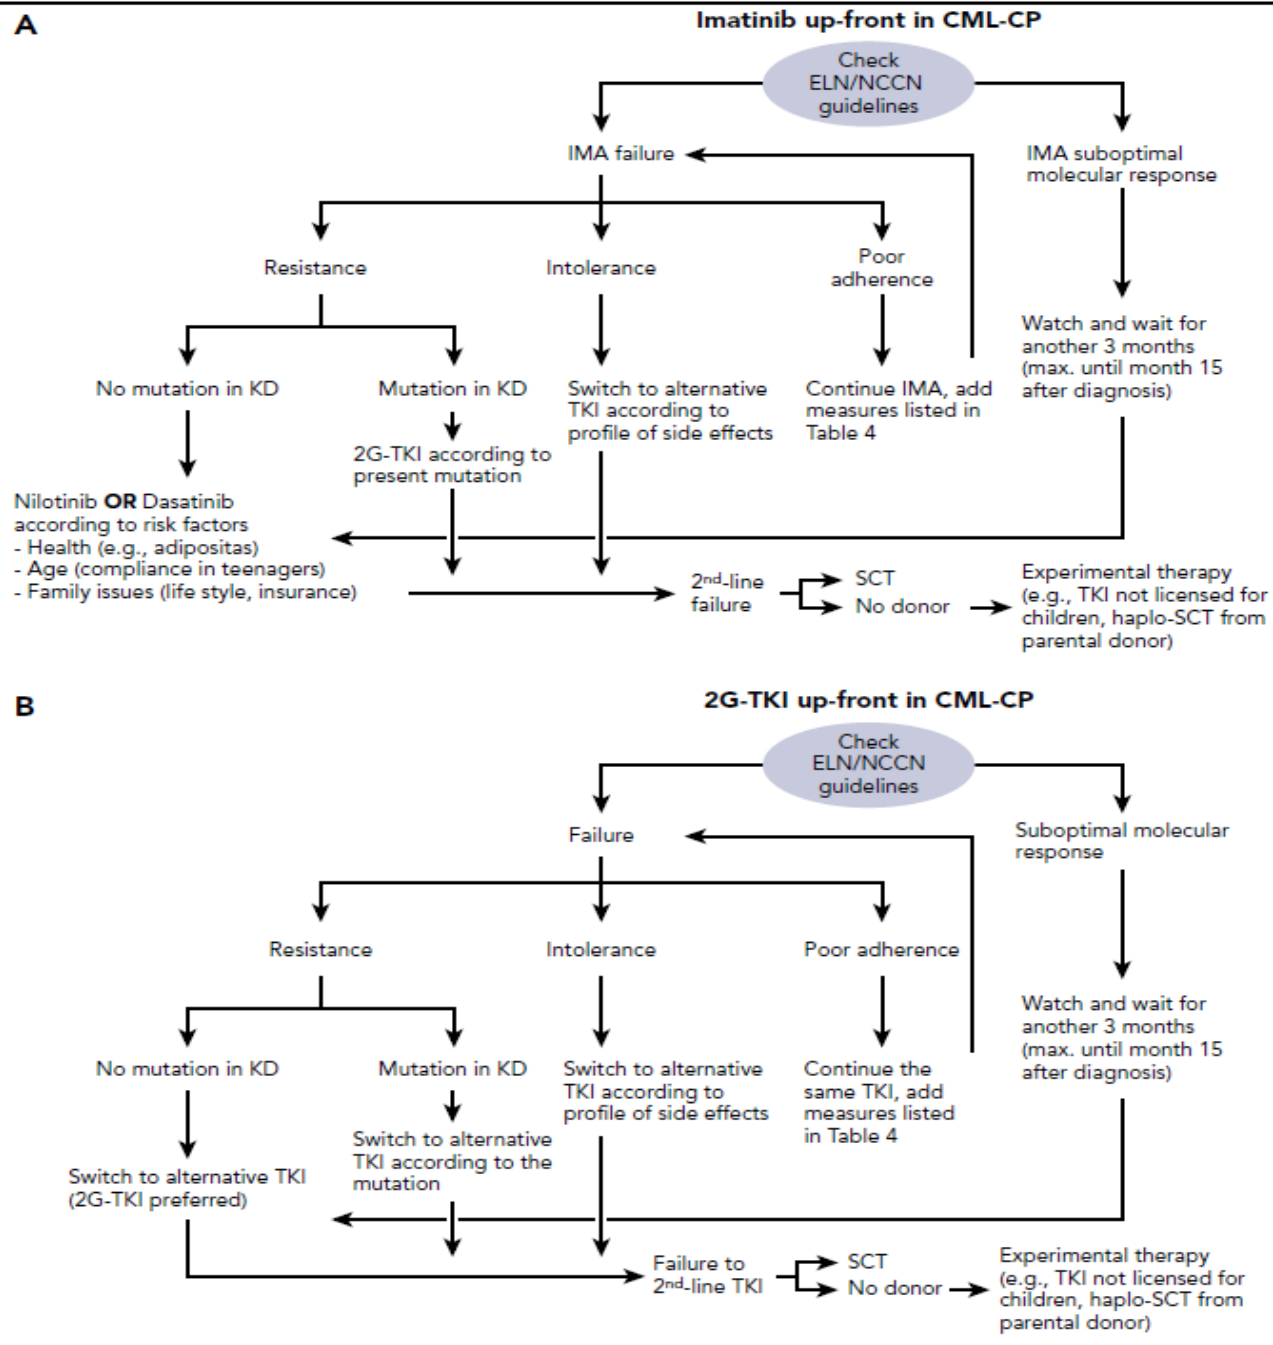 A
Imatinib up-front in CML-CP
Check
ELN/NCCN
guidelines
IMA failure
IMA suboptimal
molecular response
Resistance
Intolerance
Poor
adherence
Watch and wait for
another 3 months
(max. until month 15
after diagnosis)
No mutation in KD
Mutation in KD
Switch to alternative
TKI according to
profile of side effects
Continue IMA, add
measures listed in
Table 4
2G-TKI according to
present mutation
Nilotinib OR Dasatinib
according to risk factors
- Health (e.g., adipositas)
- Age (compliance in teenagers)
- Family issues (life style, insurance)
2nd-line
failure
SCT
No donor
Experimental therapy
(e.g., TKI not licensed for
children, haplo-SCT from
parental donor)
B
2G-TKI up-front in CML-CP
Check
ELN/NCCN
guidelines
Failure
Suboptimal molecular
response
Resistance
Intolerance
Poor adherence
Watch and wait for
another 3 months
(max. until month 15
after diagnosis)
No mutation in KD
Mutation in KD
Switch to alternative
TKI according to
profile of side effects
Continue the
same TKI, add
measures listed
in Table 4
Switch to alternative
TKI according to the
mutation
Switch to alternative TKI
(2G-TKI preferred)
Failure to
2nd-line TKI
SCT
No donor
Experimental therapy
(e.g., TKI not licensed for
children, haplo-SCT from
parental donor)